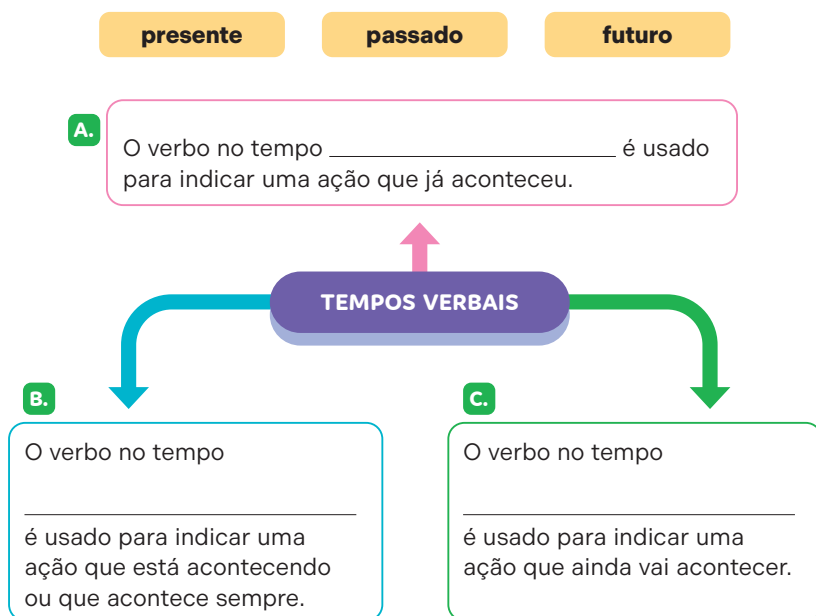 presente passado futuro
A.
O verbo no tempo ______________________ é usado
para indicar uma ação que já aconteceu.
TEMPOS VERBAIS
B.
O verbo no tempo
__________________________
é usado para indicar uma
ação que está acontecendo
ou que acontece sempre.
C.
O verbo no tempo
__________________________
é usado para indicar uma
ação que ainda vai acontecer.